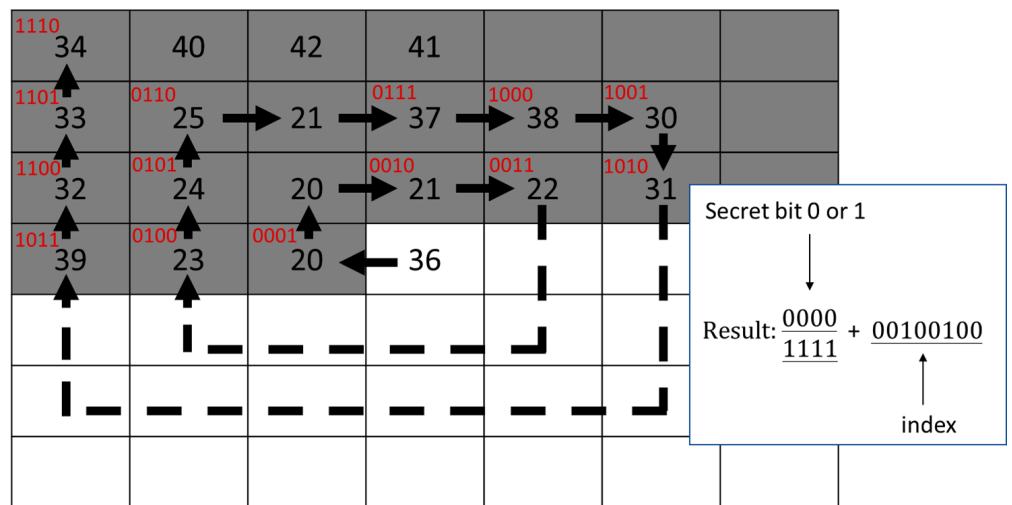 1110
34 40 42 41
1101 0110 0111 1000 1001
33 25 21 37 38 30
1100 0101 0010 0011 1010
32 24 20 21 22 31
1011 0100 0001
39 23 20 36
Secret bit 0 or 1
Result: 0000 + 00100100
1111
index